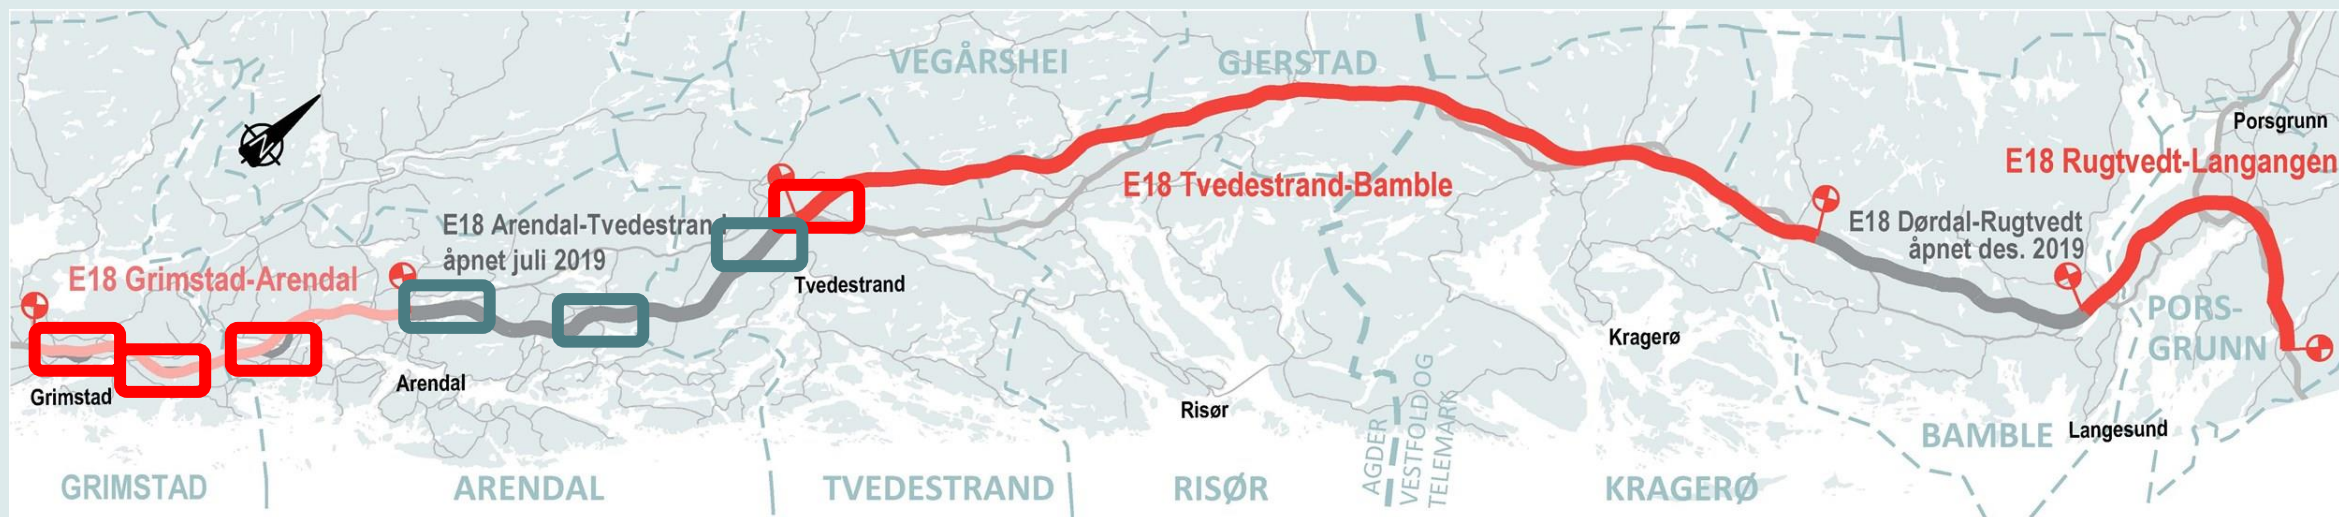 VEGÅRSHEI
GJERSTAD
Porsgrunn
E18 Rugtvedt-Langangen
E18 Tvedestrand-Bamble
E18 Arendal-Tvedestrand
åpnet juli 2019
E18 Dørdal-Rugtvedt
åpnet des. 2019
E18 Grimstad-Arendal
Tvedestrand
PORS-
GRUNN
Kragerø
Grimstad
Arendal
Risør
Langesund
BAMBLE
GRIMSTAD
ARENDAL
TVEDESTRAND
RISØR
AGDER
VESTFOLDOG
TELEMARK
KRAGERØ
N